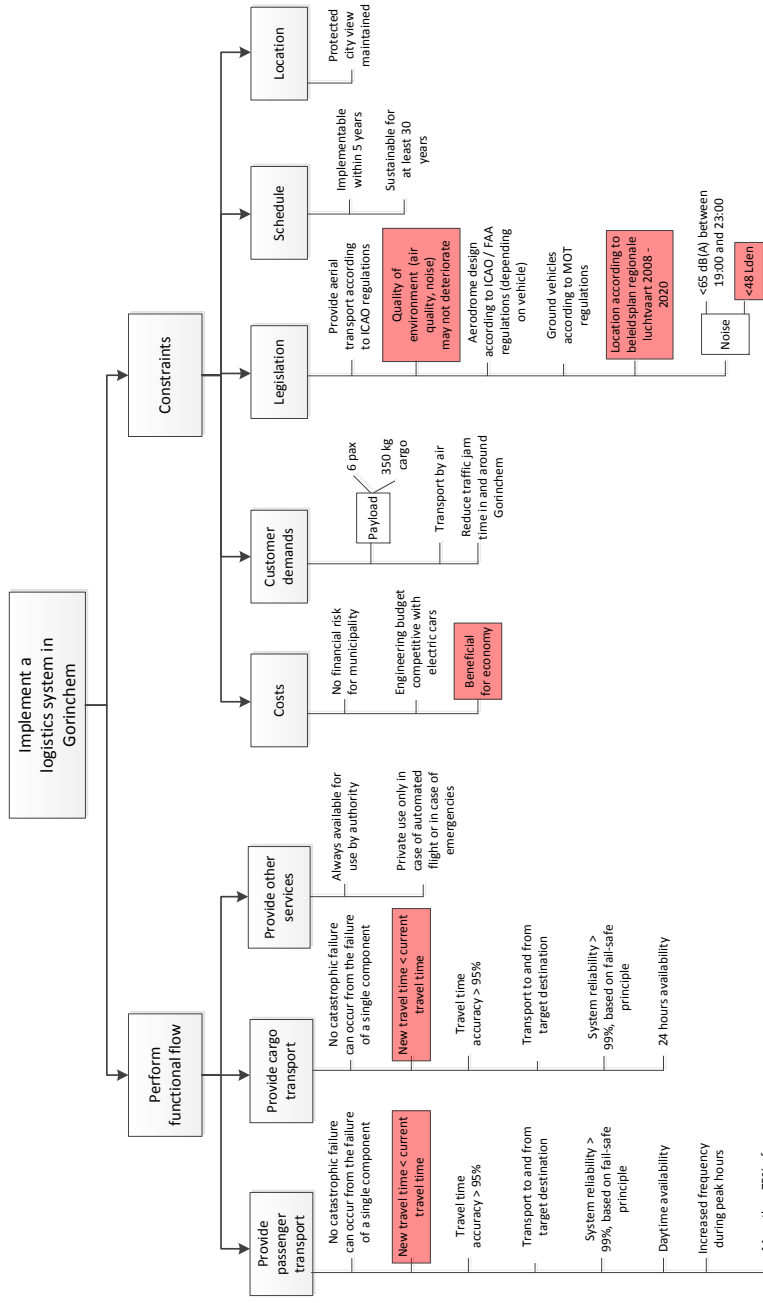 Implement a
logistics system in
Gorinchem
Perform
functional flow
Constraints
Provide
passenger
transport
Provide cargo
transport
Provide other
services
Costs
Customer
demands
Legislation
Schedule
Location
No catastrophic failure
can occur from the failure
of a single component
New travel time < current
travel time
Travel time
accuracy > 95%
Transport to and from
target destination
System reliability >
99%, based on fail-safe
principle
Daytime availability
Increased frequency
during peak hours
No catastrophic failure
can occur from the failure
of a single component
New travel time < current
travel time
Travel time
accuracy > 95%
Transport to and from
target destination
System reliability >
99%, based on fail-safe
principle
24 hours availability
Always available for
use by authority
Private use only in
case of automated
flight or in case of
emergencies
No financial risk
for municipality
Engineering budget
competitive with
electric cars
Beneficial
for economy
Payload
6 pax
350 kg
cargo
Transport by air
Reduce traffic jam
time in and around
Gorinchem
Provide aerial
transport according
to ICAO regulations
Quality of
environment (air
quality, noise)
may not deteriorate
Aerodrome design
according to ICAO / FAA
regulations (depending
on vehicle)
Ground vehicles
according to MOT
regulations
Location according to
beleidsplan regionale
luchtvaart 2008 -
2020
Noise
<65 dB(A) between
19:00 and 23:00
<48 Lden
Implementable
within 5 years
Sustainable for
at least 30
years
Protected
city view
maintained